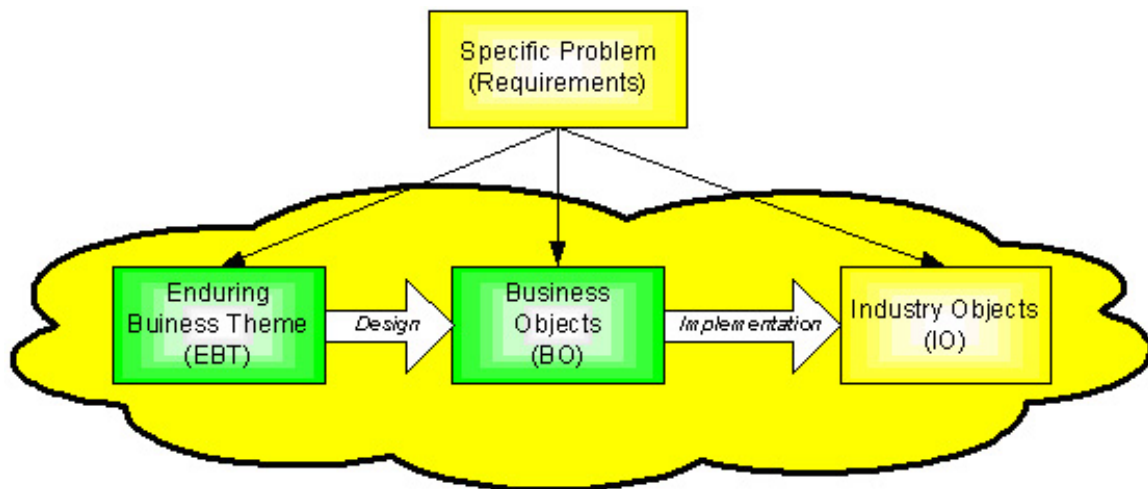 Specific Problem
(Requirements)
Enduring
Buiness Theme
(EBT)
Design
Business
Objects
(BO)
Implementation
Industry Objects
(IO)